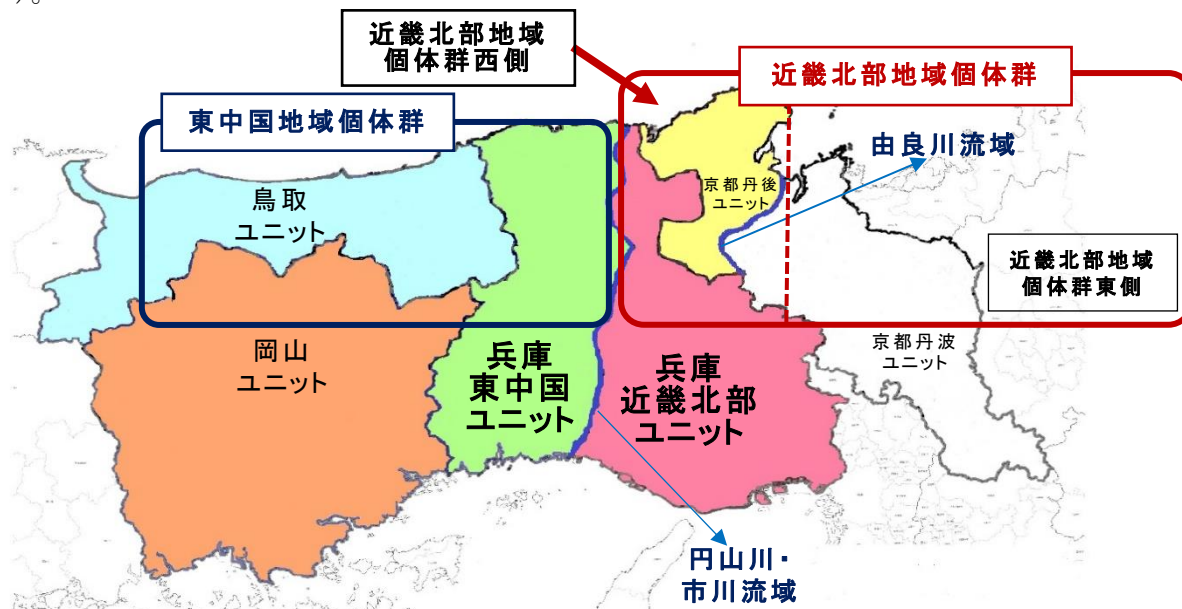 す。
近畿北部地域
個体群西側
近畿北部地域個体群
東中国地域個体群
由良川流域
京都丹後
ユニット
鳥取
ユニット
近畿北部地域
個体群東側
岡山
ユニット
兵庫
東中国
ユニット
兵庫
近畿北部
ユニット
京都丹波
ユニット
円山川・
市川流域